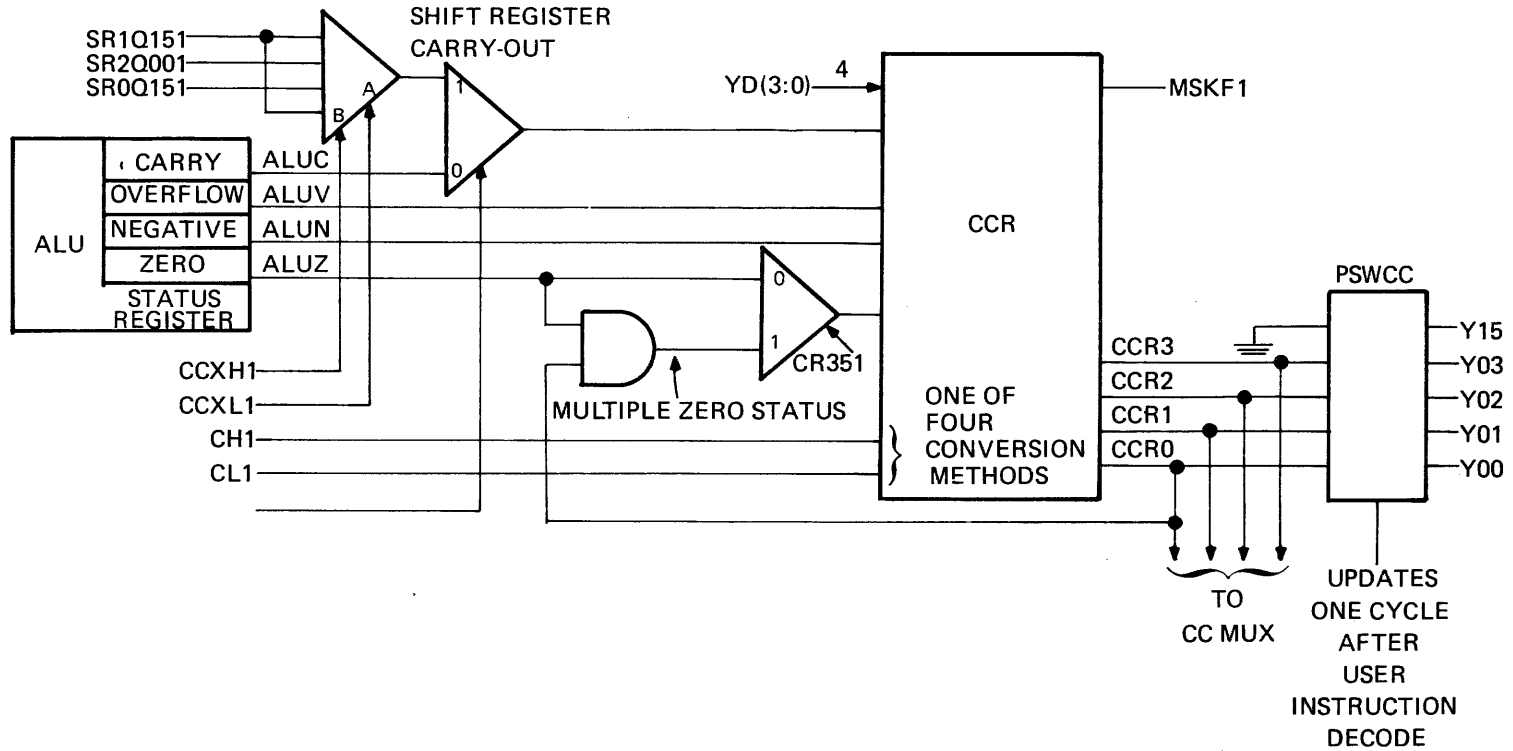 SHIFT REGISTER
CARRY-OUT
SR1Q151
SR2Q001
SR0Q151
A
B
1
0
YD(3:0)
4
MSKF1
ALU
CARRY
OVERFLOW
NEGATIVE
ZERO
STATUS
REGISTER
ALUC
ALUV
ALUN
ALUZ
CCR
0
1
CR351
MULTIPLE ZERO STATUS
CCXH1
CCXL1
CH1
CL1
ONE OF
FOUR
CONVERSION
METHODS
CCR3
CCR2
CCR1
CCR0
PSWCC
Y15
Y03
Y02
Y01
Y00
TO
CC MUX
UPDATES
ONE CYCLE
AFTER
USER
INSTRUCTION
DECODE